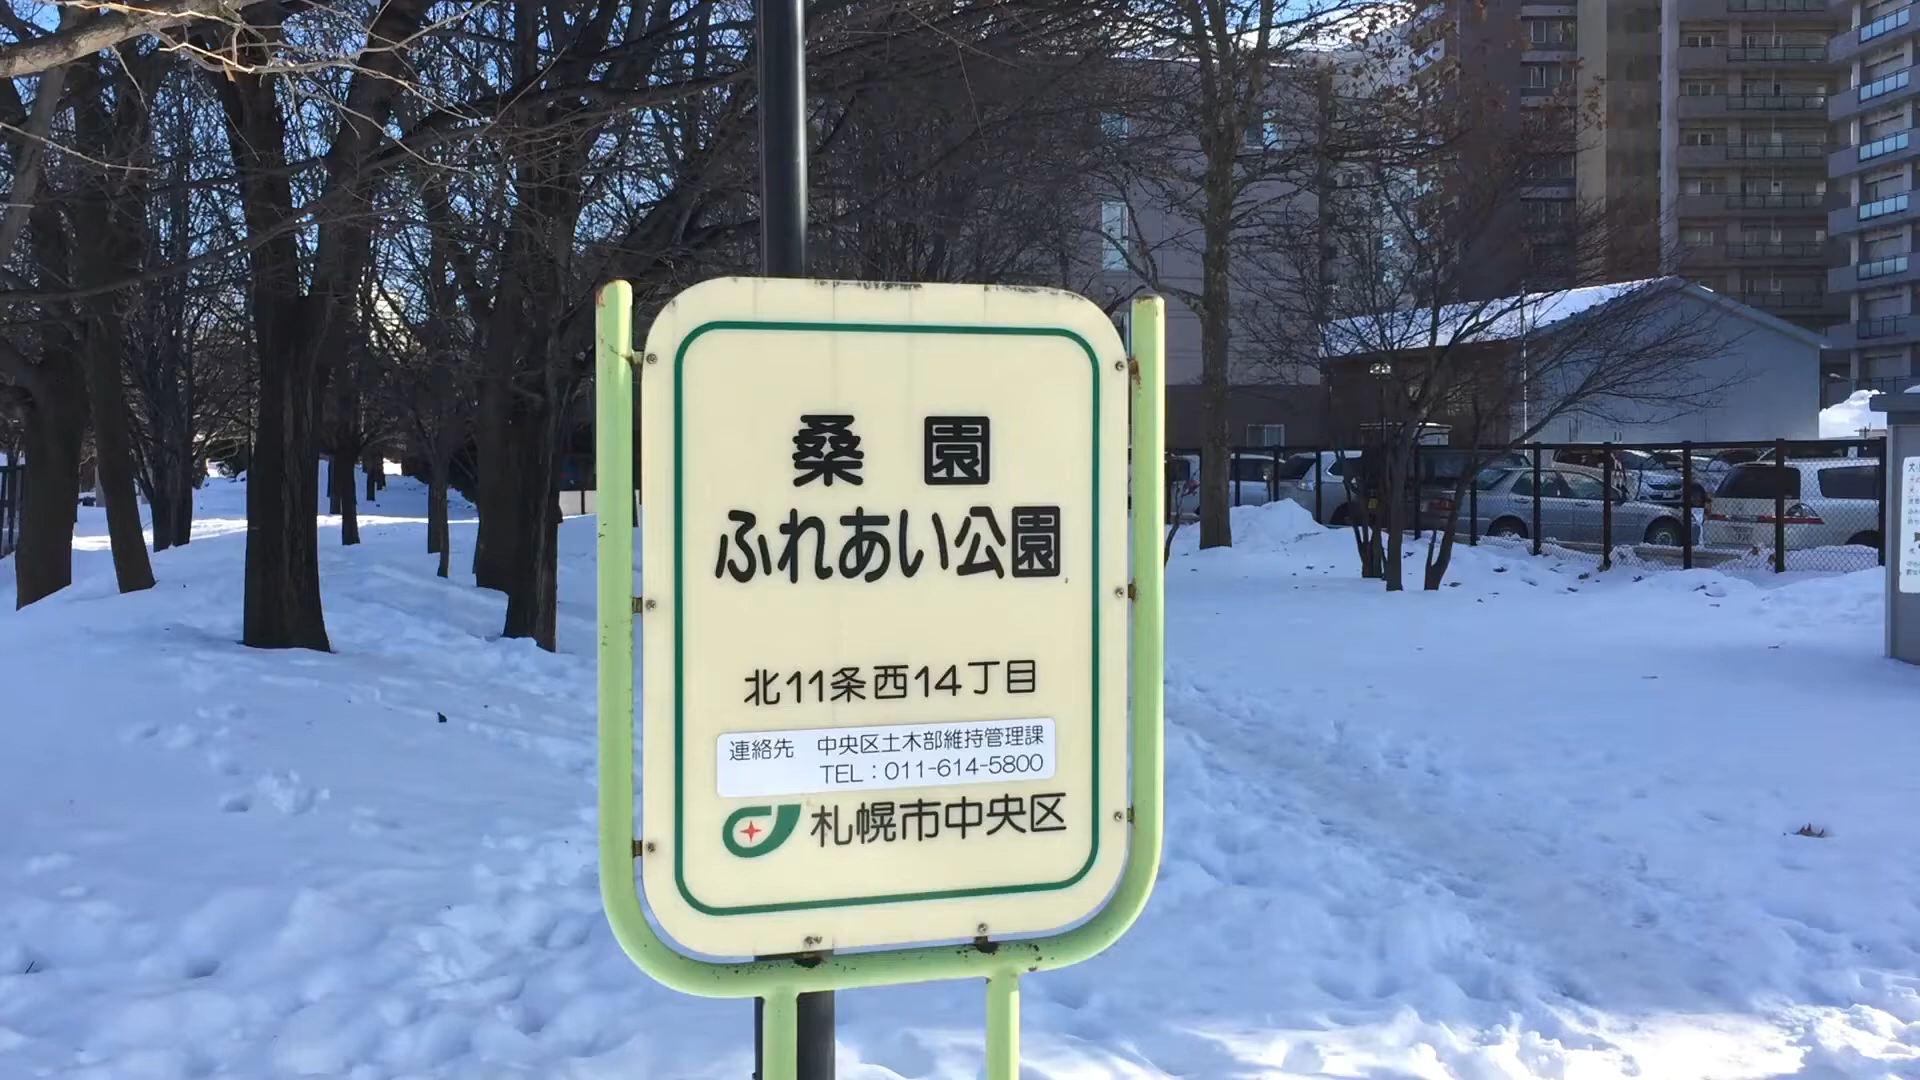 桑園
ふれあい公園
北11条西14丁目
連絡先 中央区土木部維持管理課
TEL：011-614-5800
札幌市中央区